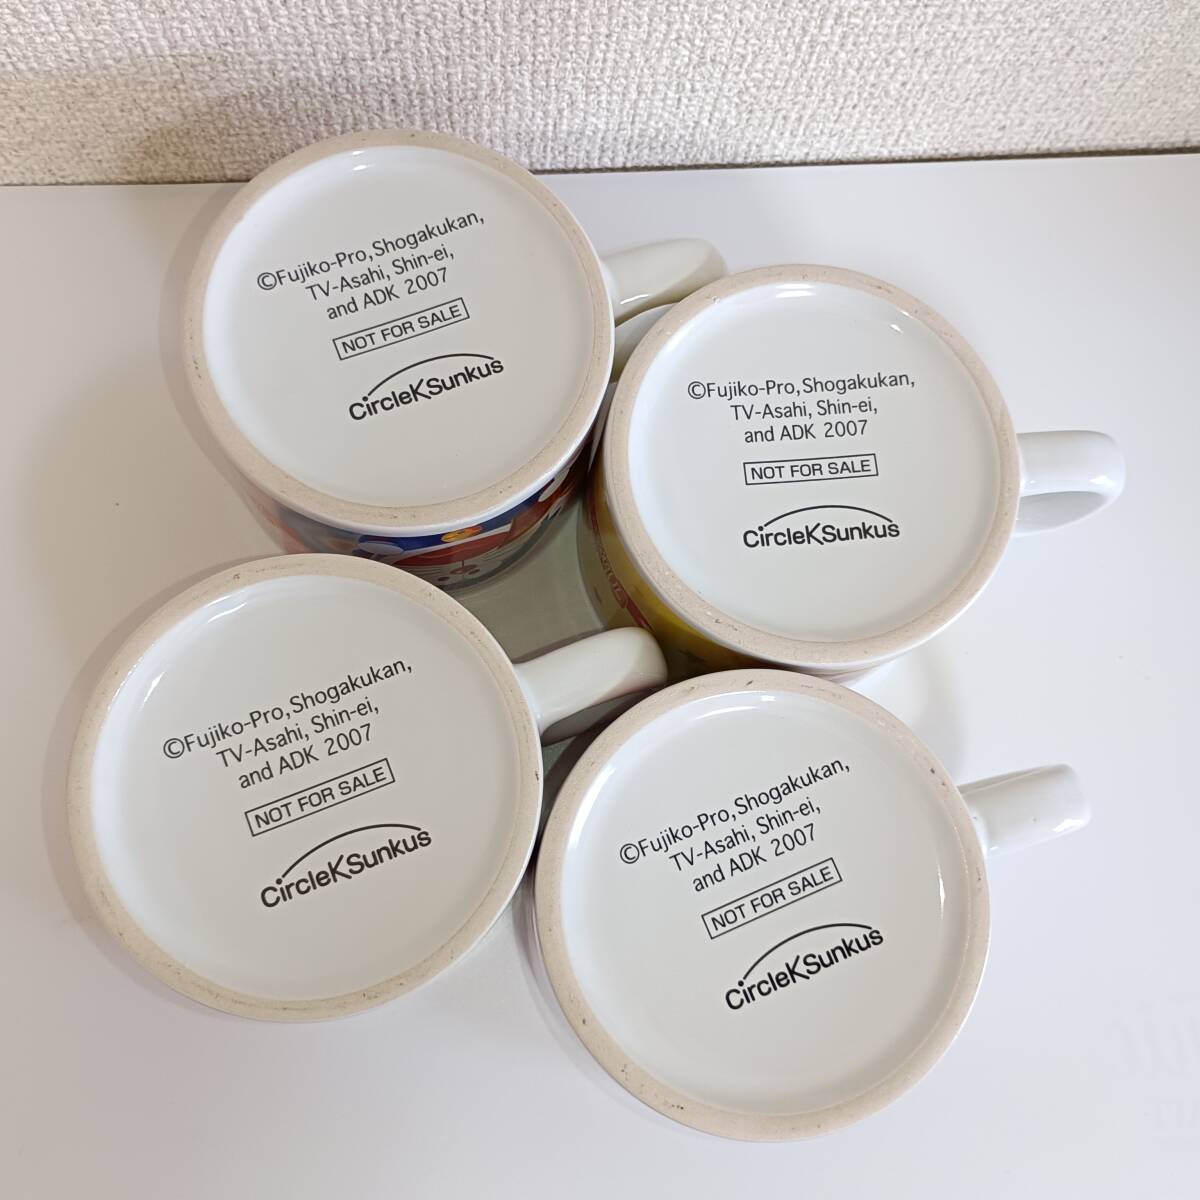 ©Fujiko-Pro, Shogakukan,
TV-Asahi, Shin-ei,
and ADK 2007
NOT FOR SALE
CircleKSunkus
©Fujiko-Pro, Shogakukan,
TV-Asahi, Shin-ei,
and ADK 2007
NOT FOR SALE
CircleKSunkus
©Fujiko-Pro, Shogakukan,
TV-Asahi, Shin-ei,
and ADK 2007
NOT FOR SALE
CircleKSunkus
©Fujiko-Pro, Shogakukan,
TV-Asahi, Shin-ei,
and ADK 2007
NOT FOR SALE
CircleKSunkus